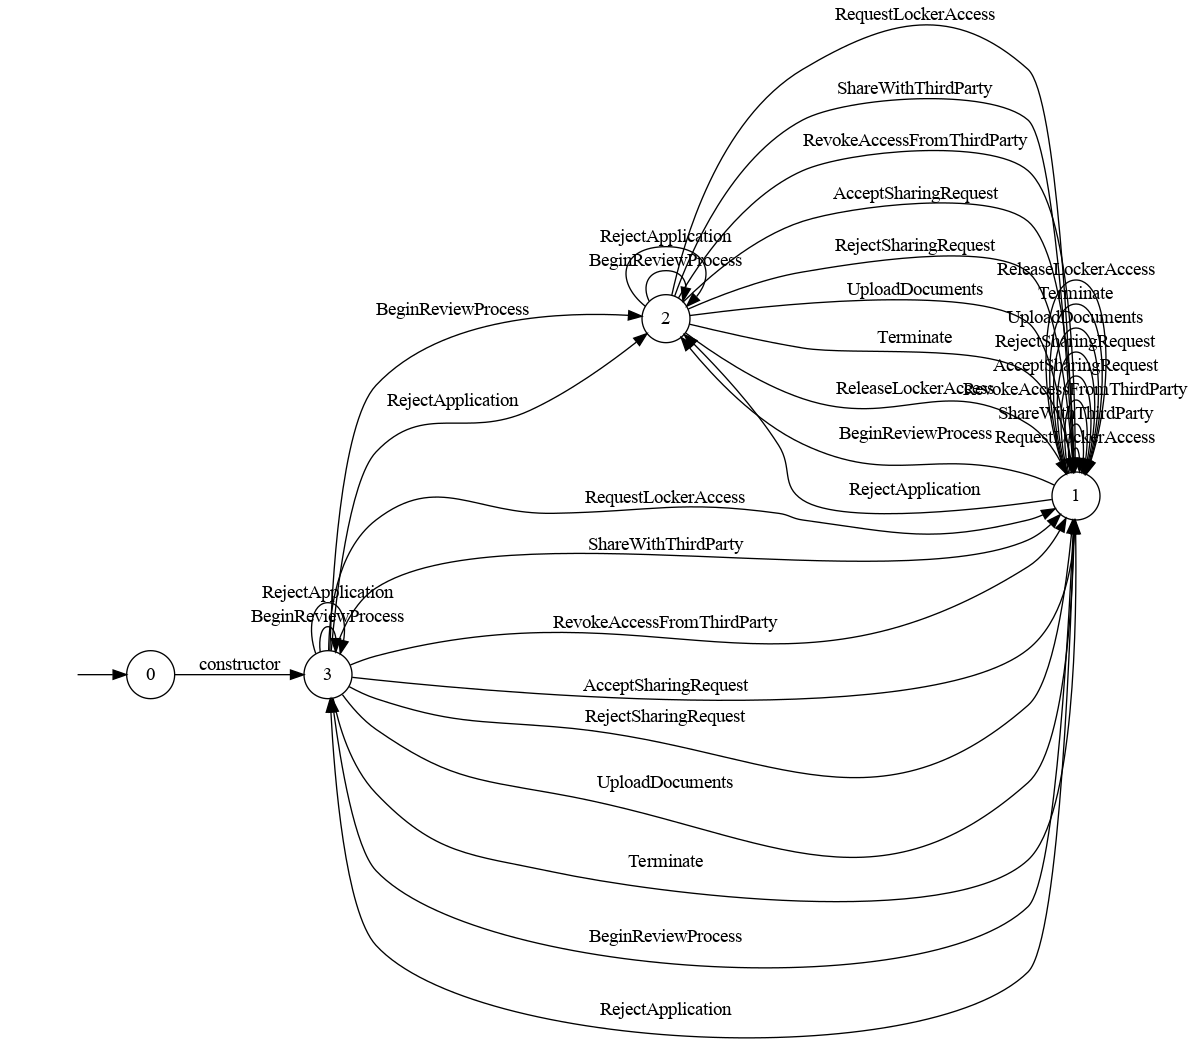 RequestLockerAccess
ShareWithThirdParty
RevokeAccessFromThirdParty
AcceptSharingRequest
RejectApplication
RejectSharingRequest
BeginReviewProcess
ReleaseLockerAccess
UploadDocuments
Terminate
BeginReviewProcess
2
UploadDocuments
Terminate
RejectSharingRequest
AcceptSharingRequest
ReleaseLockerAccess
RevokeAccessFromThirdParty
RejectApplication
ShareWithThirdParty
BeginReviewProcess
RequestLockerAccess
RejectApplication
1
RequestLockerAccess
ShareWithThirdParty
RejectApplication
BeginReviewProcess
RevokeAccessFromThirdParty
0
constructor
3
AcceptSharingRequest
RejectSharingRequest
UploadDocuments
Terminate
BeginReviewProcess
RejectApplication